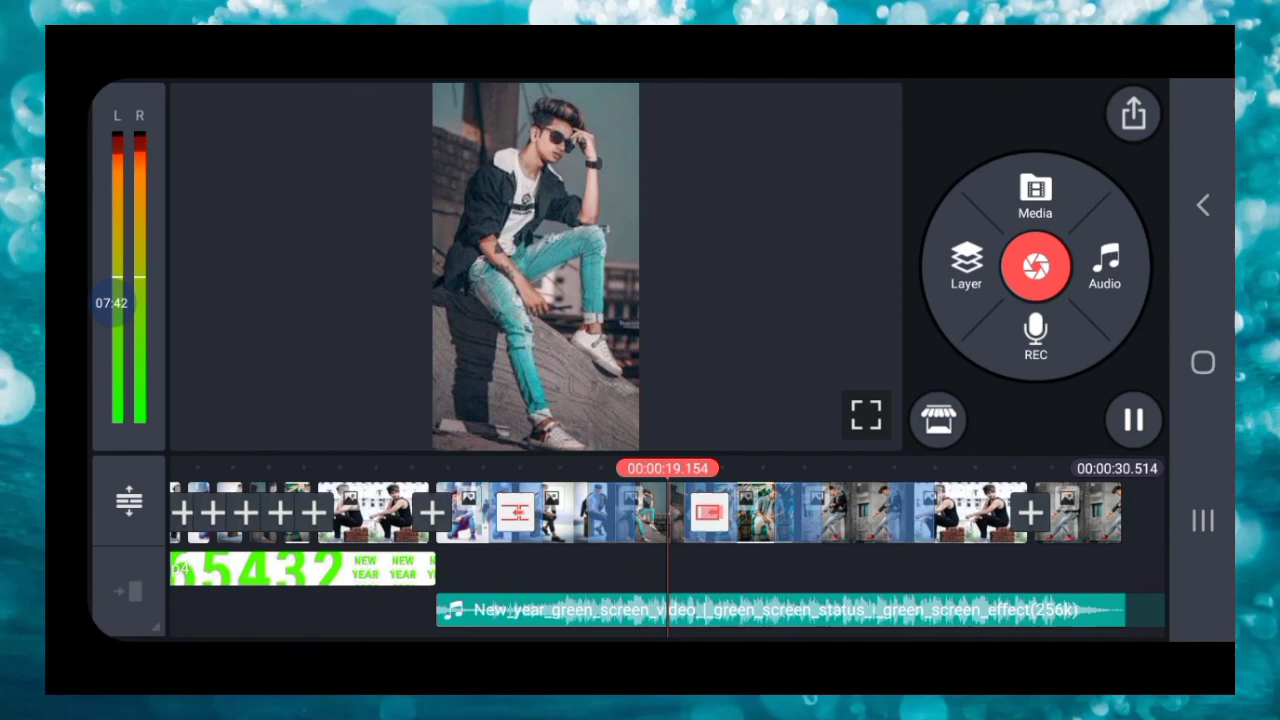 L R
07:42
Media
Layer
Audio
REC
00:00:19.154
00:00:30.514
65432
NEW YEAR
NEW YEAR
New_year_green_screen_video_|_green_screen_status_|_green_screen_effect(256k)